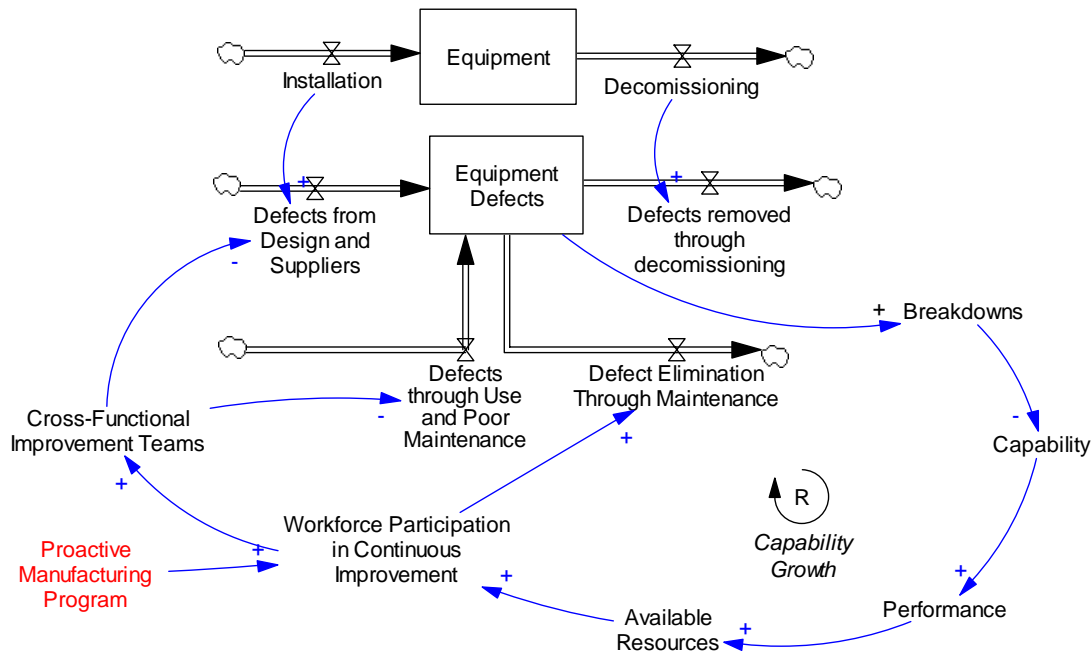 Equipment
Installation
Decomissioning
Equipment
Defects
+
+
Defects from
Design and
Suppliers
-
Defects removed
through
decomissioning
+
Breakdowns
Defects
through Use
and Poor
Maintenance
-
Defect Elimination
Through Maintenance
+
Cross-Functional
Improvement Teams
+
-
Capability
R
Capability
Growth
Workforce Participation
in Continuous
Improvement
+
+
Proactive
Manufacturing
Program
+
Performance
+
Available
Resources